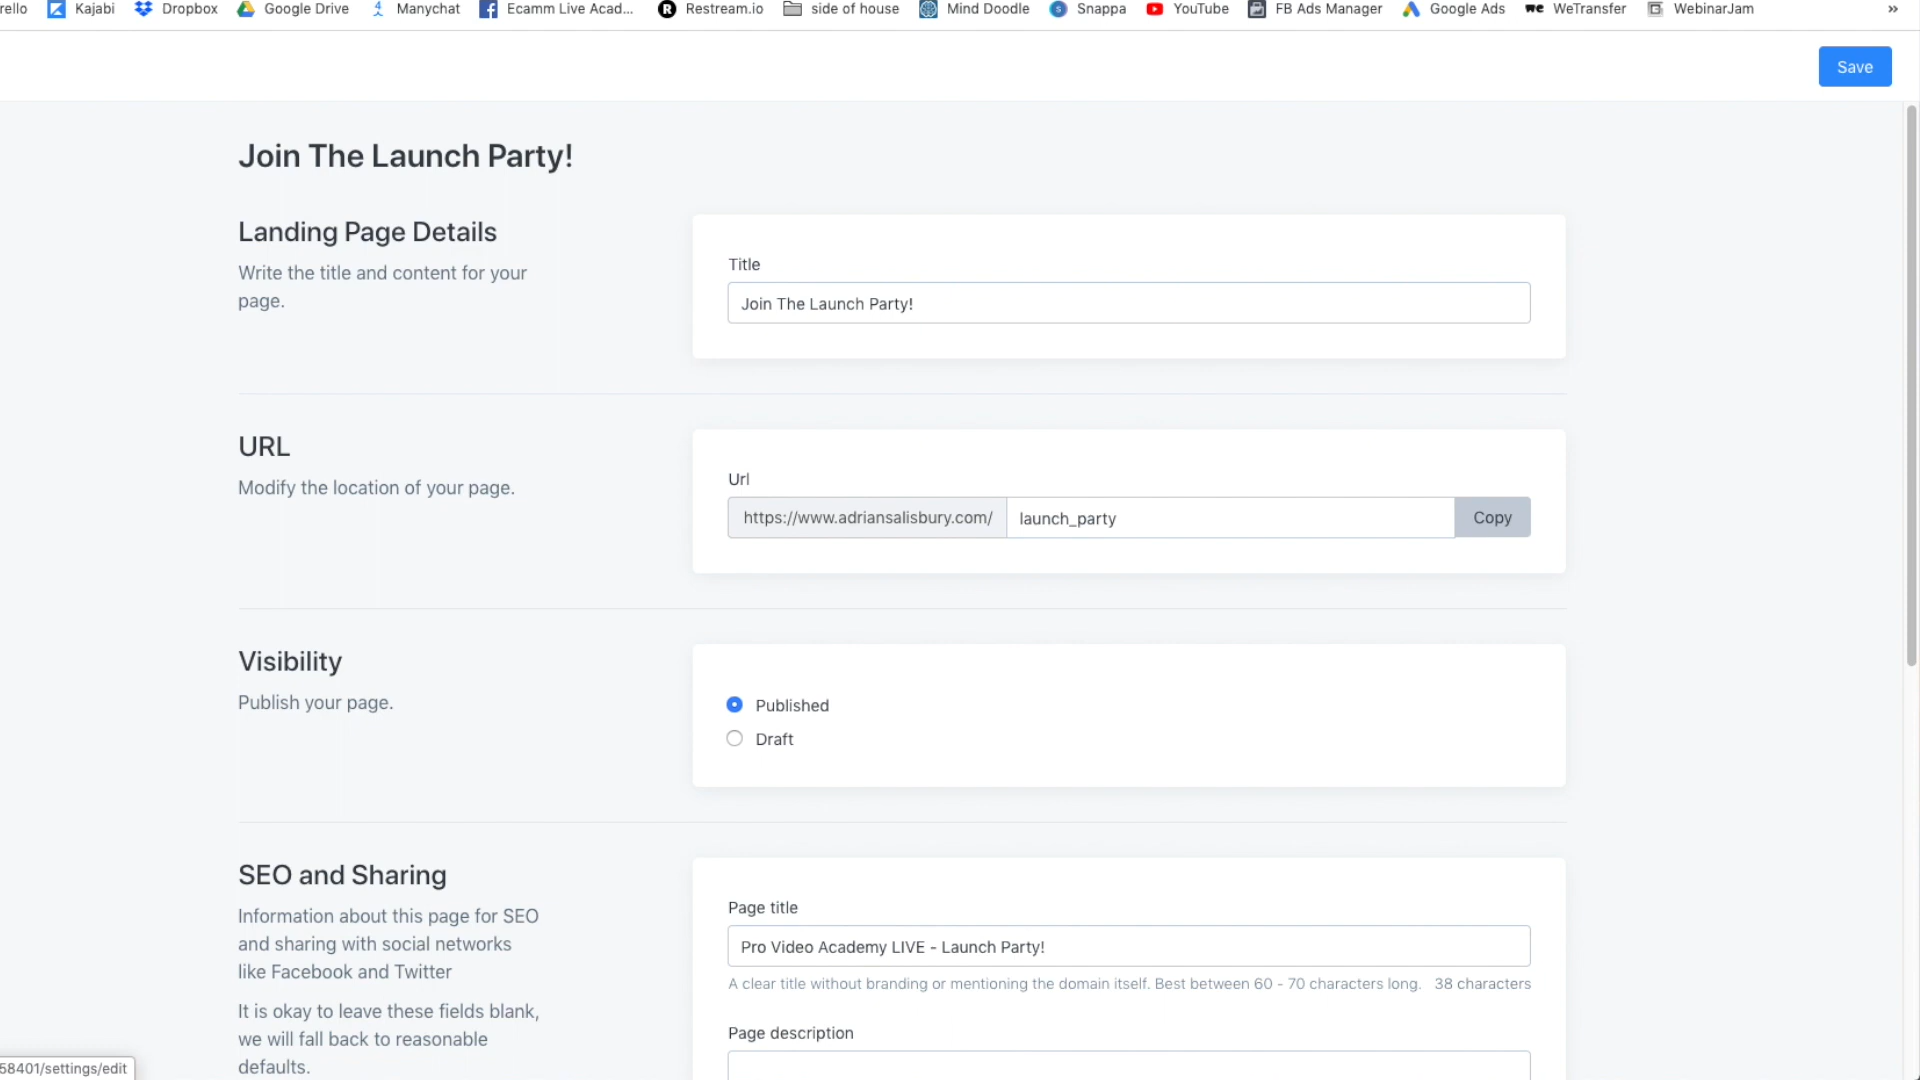 rello Kajabi Dropbox Google Drive Manychat Ecamm Live Acad... Restream.io side of house Mind Doodle Snappa YouTube FB Ads Manager Google Ads WeTransfer WebinarJam »
Save
Join The Launch Party!
Landing Page Details
Write the title and content for your
page.
Title
Join The Launch Party!
URL
Modify the location of your page.
Url
https://www.adriansalisbury.com/ launch_party Copy
Visibility
Publish your page.
Published
Draft
SEO and Sharing
Information about this page for SEO
and sharing with social networks
like Facebook and Twitter
It is okay to leave these fields blank,
we will fall back to reasonable
defaults.
Page title
Pro Video Academy LIVE - Launch Party!
A clear title without branding or mentioning the domain itself. Best between 60 - 70 characters long. 38 characters
Page description
58401/settings/edit